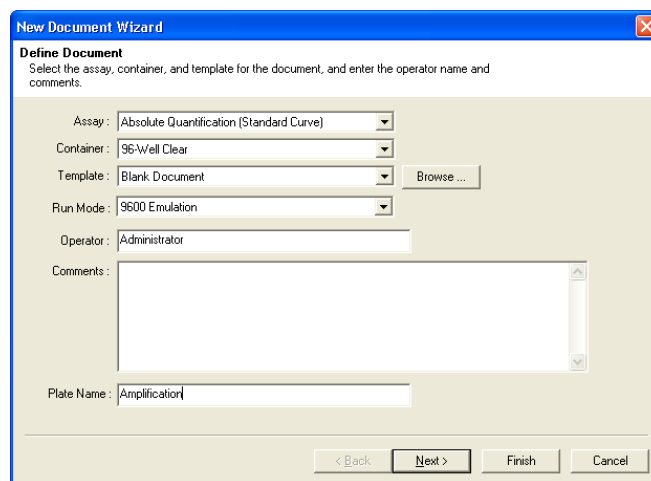 New Document Wizard
Define Document
Select the assay, container, and template for the document, and enter the operator name and
comments.
Assay : Absolute Quantification (Standard Curve)
Container : 96-Well Clear
Template : Blank Document Browse ...
Run Mode : 9600 Emulation
Operator : Administrator
Comments :
Plate Name : Amplification
< Back Next > Finish Cancel